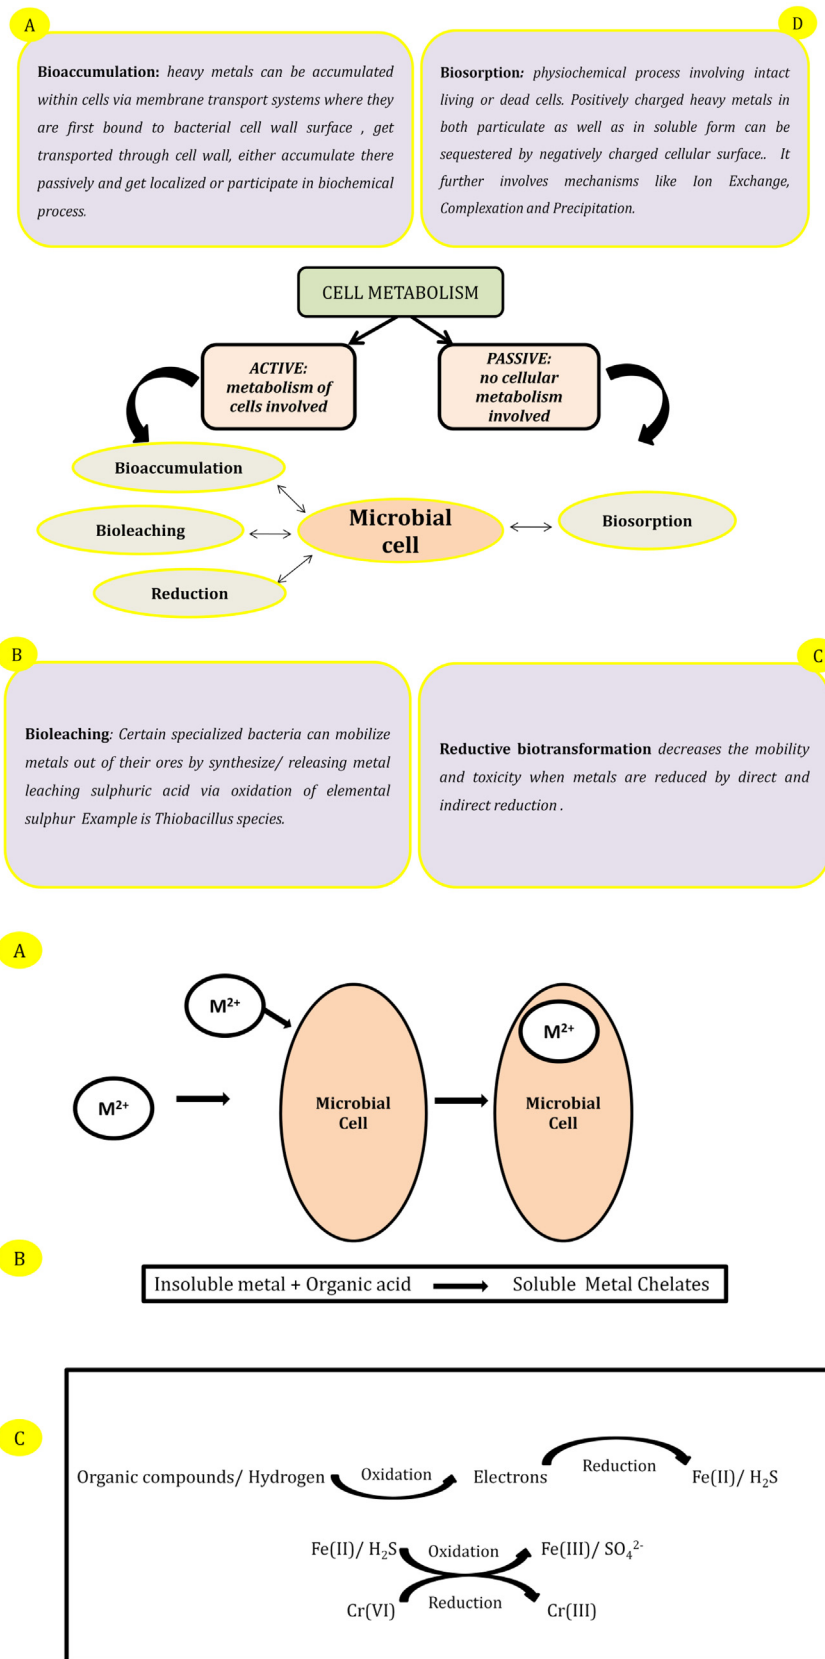 A
D
Bioaccumulation: heavy metals can be accumulated
within cells via membrane transport systems where they
are first bound to bacterial cell wall surface , get
transported through cell wall, either accumulate there
passively and get localized or participate in biochemical
process.
Biosorption: physiochemical process involving intact
living or dead cells. Positively charged heavy metals in
both particulate as well as in soluble form can be
sequestered by negatively charged cellular surface.. It
further involves mechanisms like Ion Exchange,
Complexation and Precipitation.
CELL METABOLISM
ACTIVE:
metabolism of
cells involved
PASSIVE:
no cellular
metabolism
involved
Bioaccumulation
Bioleaching
Reduction
Microbial
cell
Biosorption
B
C
Bioleaching: Certain specialized bacteria can mobilize
metals out of their ores by synthesize/ releasing metal
leaching sulphuric acid via oxidation of elemental
sulphur Example is Thiobacillus species.
Reductive biotransformation decreases the mobility
and toxicity when metals are reduced by direct and
indirect reduction .
A
M²⁺
M²⁺
Microbial
Cell
M²⁺
Microbial
Cell
B
Insoluble metal + Organic acid Soluble Metal Chelates
C
Organic compounds/ Hydrogen Oxidation Electrons Reduction Fe(II)/ H₂S
Fe(II)/ H₂S Oxidation Fe(III)/ SO₄²⁻
Cr(VI) Reduction Cr(III)